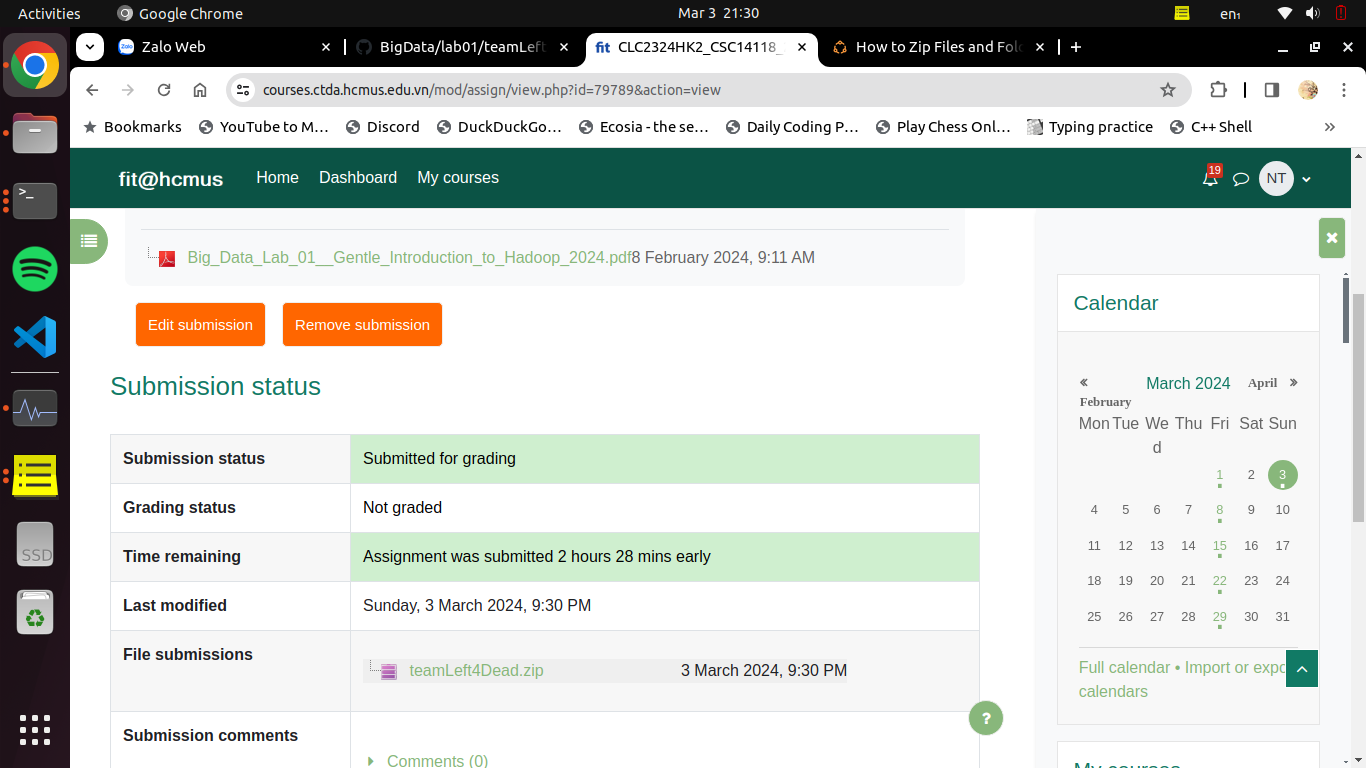 Activities
Google Chrome
Mar 3 21:30
en₁
Zalo Web
BigData/lab01/teamLeft
CLC2324HK2_CSC14118_
How to Zip Files and Fol
courses.ctda.hcmus.edu.vn/mod/assign/view.php?id=79789&action=view
Bookmarks
YouTube to M…
Discord
DuckDuckGo…
Ecosia - the se…
Daily Coding P…
Play Chess Onl…
Typing practice
C++ Shell
fit@hcmus
Home
Dashboard
My courses
19
NT
Big_Data_Lab_01__Gentle_Introduction_to_Hadoop_2024.pdf8 February 2024, 9:11 AM
Edit submission
Remove submission
Submission status
Submission status Submitted for grading
Grading status Not graded
Time remaining Assignment was submitted 2 hours 28 mins early
Last modified Sunday, 3 March 2024, 9:30 PM
File submissions
teamLeft4Dead.zip 3 March 2024, 9:30 PM
Submission comments
Comments (0)
Calendar
March 2024 April
February
Mon Tue We Thu Fri Sat Sun
d
1 2 3
4 5 6 7 8 9 10
11 12 13 14 15 16 17
18 19 20 21 22 23 24
25 26 27 28 29 30 31
Full calendar • Import or expo
calendars
My courses
?
SSD